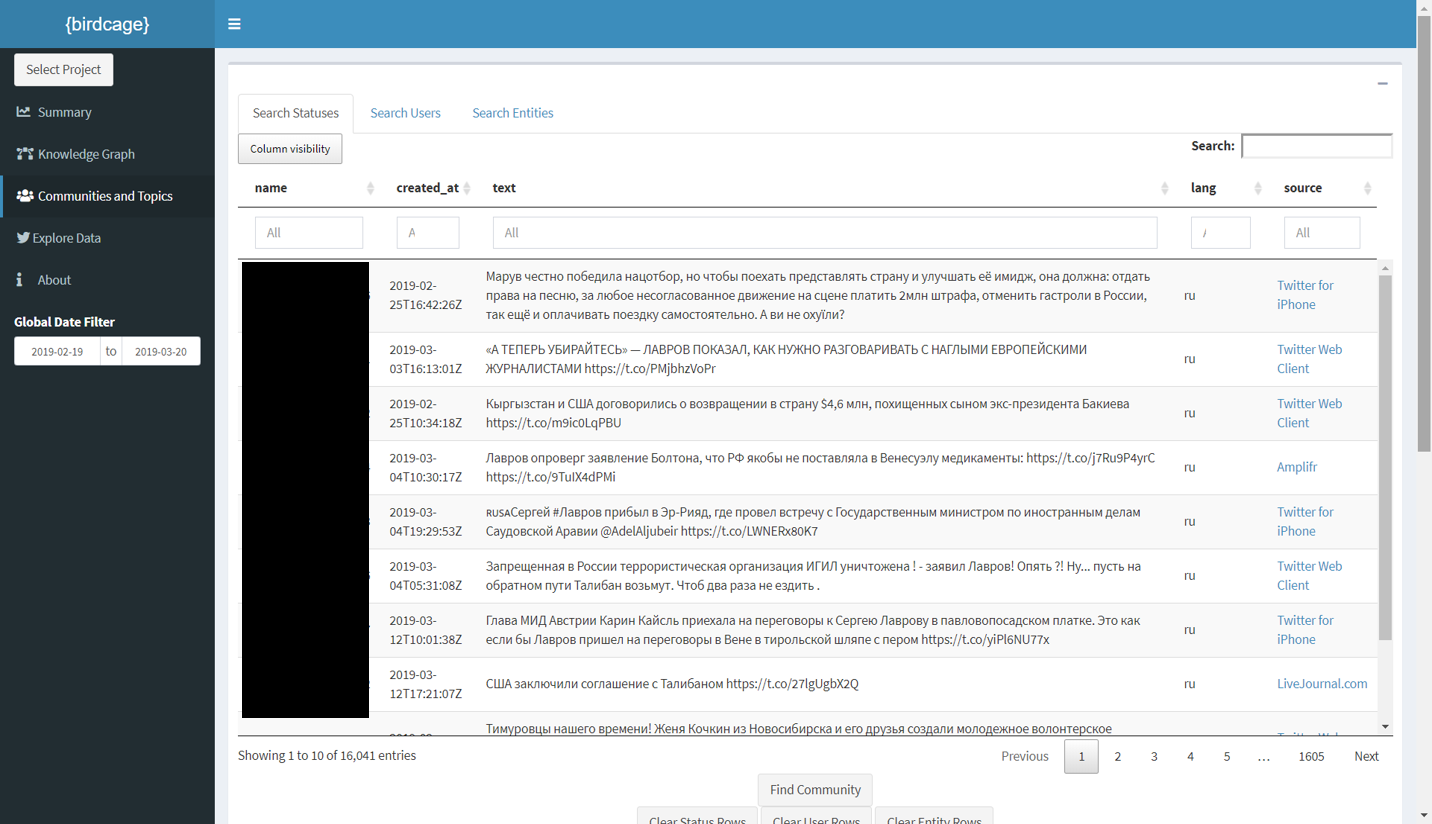 {birdcage}
Select Project
Summary
Knowledge Graph
Communities and Topics
Explore Data
About
Global Date Filter
2019-02-19 to 2019-03-20
Search Statuses Search Users Search Entities
Column visibility
Search:
name created_at text lang source
All A All All
2019-02-
25T16:42:26Z
Марув честно победила нацотбор, но чтобы поехать представлять страну и улучшать её имидж, она должна: отдать
права на песню, за любое несогласованное движение на сцене платить 2млн штрафа, отменить гастроли в России,
так ещё и оплачивать поездку самостоятельно. А ви не охуїли?
ru
Twitter for
iPhone
2019-03-
03T16:13:01Z
«А ТЕПЕРЬ УБИРАЙТЕСЬ» — ЛАВРОВ ПОКАЗАЛ, КАК НУЖНО РАЗГОВАРИВАТЬ С НАГЛЫМИ ЕВРОПЕЙСКИМИ
ЖУРНАЛИСТАМИ https://t.co/PMjbhzVoPr
ru
Twitter Web
Client
2019-02-
25T10:34:18Z
Кыргызстан и США договорились о возвращении в страну $4,6 млн, похищенных сыном экс-президента Бакиева
https://t.co/m9ic0LqPBU
ru
Twitter Web
Client
2019-03-
04T10:30:17Z
Лавров опроверг заявление Болтона, что РФ якобы не поставляла в Венесуэлу медикаменты: https://t.co/j7Ru9P4yrC
https://t.co/9TuIX4dPMi
ru
Amplifr
2019-03-
04T19:29:53Z
ʀᴜsᴀСергей #Лавров прибыл в Эр-Рияд, где провел встречу с Государственным министром по иностранным делам
Саудовской Аравии @AdelAljubeir https://t.co/LWNERx80K7
ru
Twitter for
iPhone
2019-03-
04T05:31:08Z
Запрещенная в России террористическая организация ИГИЛ уничтожена ! - заявил Лавров! Опять ?! Ну... пусть на
обратном пути Талибан возьмут. Чтоб два раза не ездить .
ru
Twitter Web
Client
2019-03-
12T10:01:38Z
Глава МИД Австрии Карин Кайсль приехала на переговоры к Сергею Лаврову в павловопосадском платке. Это как
если бы Лавров пришел на переговоры в Вене в тирольской шляпе с пером https://t.co/yiPl6NU77x
ru
Twitter for
iPhone
2019-03-
12T17:21:07Z
США заключили соглашение с Талибаном https://t.co/27lgUgbX2Q
ru
LiveJournal.com
Тимуровцы нашего времени! Женя Кочкин из Новосибирска и его друзья создали молодежное волонтерское
Showing 1 to 10 of 16,041 entries
Previous 1 2 3 4 5 … 1605 Next
Find Community
Clear Status Rows Clear User Rows Clear Entity Rows